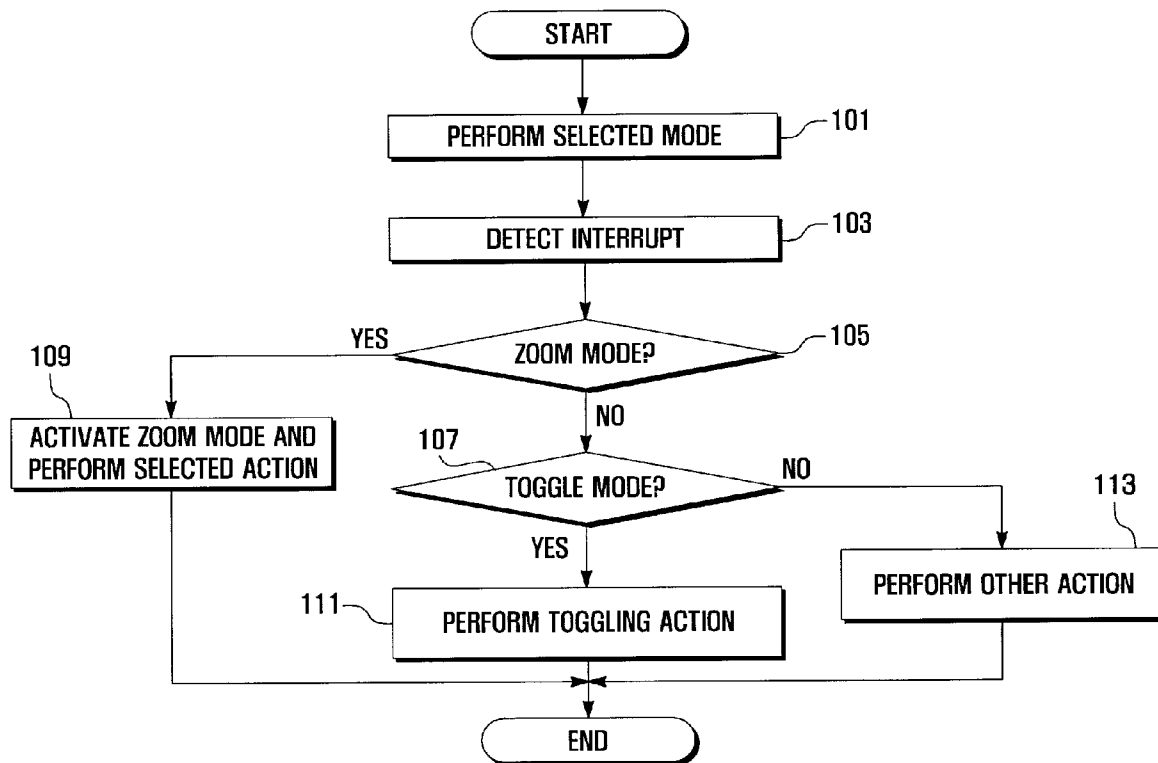 START
PERFORM SELECTED MODE
101
DETECT INTERRUPT
103
YES
ZOOM MODE?
105
109
NO
ACTIVATE ZOOM MODE AND
PERFORM SELECTED ACTION
107
TOGGLE MODE?
NO
113
YES
PERFORM OTHER ACTION
111
PERFORM TOGGLING ACTION
END